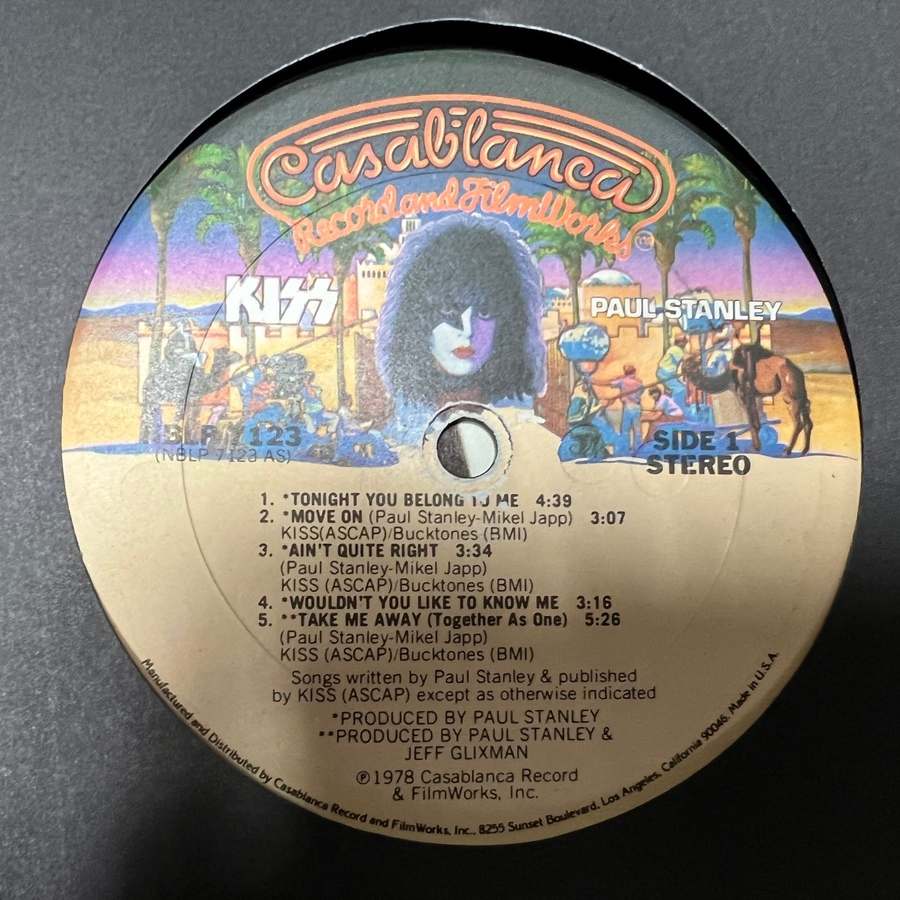 Casablanca
Record and FilmWorks TM
KISS
PAUL STANLEY
NBLP 7123
(NBLP 7123 AS)
SIDE 1
STEREO
1. *TONIGHT YOU BELONG TO ME 4:39
2. *MOVE ON (Paul Stanley-Mikel Japp) 3:07
KISS(ASCAP)/Bucktones (BMI)
3. *AIN'T QUITE RIGHT 3:34
(Paul Stanley-Mikel Japp)
KISS (ASCAP)/Bucktones (BMI)
4. *WOULDN'T YOU LIKE TO KNOW ME 3:16
5. **TAKE ME AWAY (Together As One) 5:26
(Paul Stanley-Mikel Japp)
KISS (ASCAP)/Bucktones (BMI)
Songs written by Paul Stanley & published
by KISS (ASCAP) except as otherwise indicated
*PRODUCED BY PAUL STANLEY
**PRODUCED BY PAUL STANLEY &
JEFF GLIXMAN
℗1978 Casablanca Record
& FilmWorks, Inc.
Manufactured and Distributed by Casablanca Record and FilmWorks, Inc., 8255 Sunset Boulevard, Los Angeles, California 90046. Made in U.S.A.